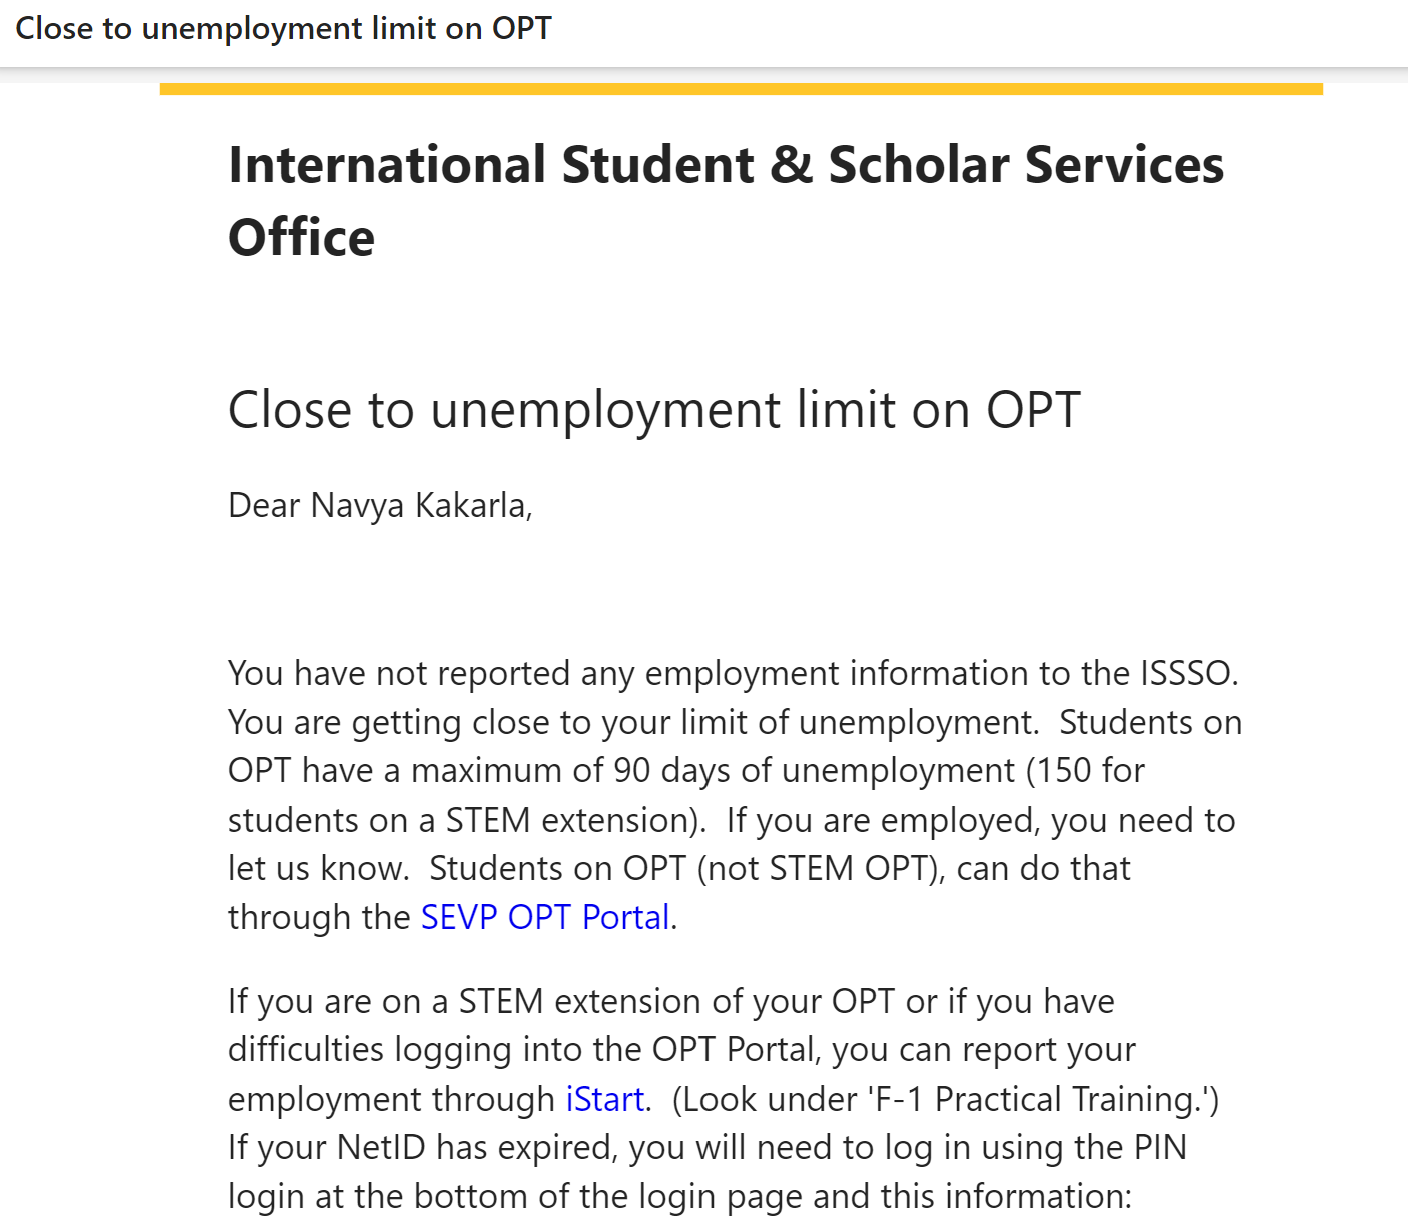 Close to unemployment limit on OPT
International Student & Scholar Services
Office
Close to unemployment limit on OPT
Dear Navya Kakarla,
You have not reported any employment information to the ISSSO.
You are getting close to your limit of unemployment.  Students on
OPT have a maximum of 90 days of unemployment (150 for
students on a STEM extension).  If you are employed, you need to
let us know.  Students on OPT (not STEM OPT), can do that
through the SEVP OPT Portal.
If you are on a STEM extension of your OPT or if you have
difficulties logging into the OPT Portal, you can report your
employment through iStart.  (Look under 'F-1 Practical Training.')
If your NetID has expired, you will need to log in using the PIN
login at the bottom of the login page and this information: